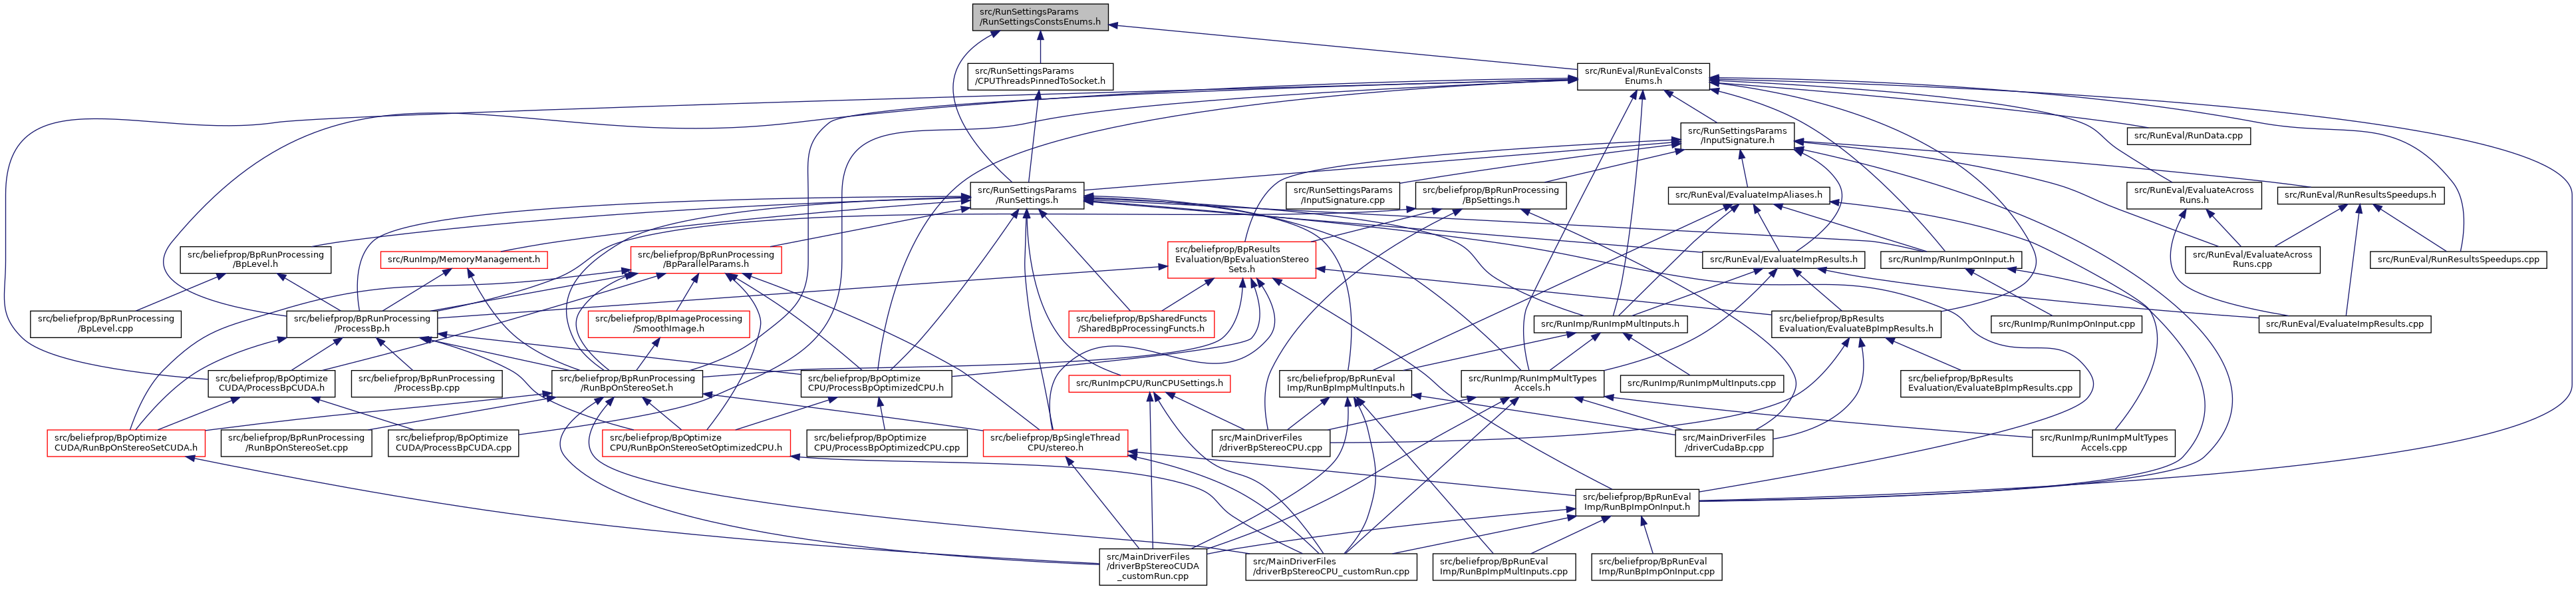 src/RunSettingsParams
/RunSettingsConstsEnums.h
src/RunSettingsParams
/CPUThreadsPinnedToSocket.h
src/RunEval/RunEvalConsts
Enums.h
src/RunSettingsParams
/InputSignature.h
src/RunEval/RunData.cpp
src/RunSettingsParams
/RunSettings.h
src/RunSettingsParams
/InputSignature.cpp
src/beliefprop/BpRunProcessing
/BpSettings.h
src/RunEval/EvaluateImpAliases.h
src/RunEval/EvaluateAcross
Runs.h
src/RunEval/RunResultsSpeedups.h
src/beliefprop/BpRunProcessing
/BpLevel.h
src/RunImp/MemoryManagement.h
src/beliefprop/BpRunProcessing
/BpParallelParams.h
src/beliefprop/BpResults
Evaluation/BpEvaluationStereo
Sets.h
src/RunEval/EvaluateImpResults.h
src/RunImp/RunImpOnInput.h
src/RunEval/EvaluateAcross
Runs.cpp
src/RunEval/RunResultsSpeedups.cpp
src/beliefprop/BpRunProcessing
/BpLevel.cpp
src/beliefprop/BpRunProcessing
/ProcessBp.h
src/beliefprop/BpImageProcessing
/SmoothImage.h
src/beliefprop/BpSharedFuncts
/SharedBpProcessingFuncts.h
src/RunImp/RunImpMultInputs.h
src/beliefprop/BpResults
Evaluation/EvaluateBpImpResults.h
src/RunImp/RunImpOnInput.cpp
src/RunEval/EvaluateImpResults.cpp
src/beliefprop/BpOptimize
CUDA/ProcessBpCUDA.h
src/beliefprop/BpRunProcessing
/ProcessBp.cpp
src/beliefprop/BpRunProcessing
/RunBpOnStereoSet.h
src/beliefprop/BpOptimize
CPU/ProcessBpOptimizedCPU.h
src/RunImpCPU/RunCPUSettings.h
src/beliefprop/BpRunEval
Imp/RunBpImpMultInputs.h
src/RunImp/RunImpMultTypes
Accels.h
src/RunImp/RunImpMultInputs.cpp
src/beliefprop/BpResults
Evaluation/EvaluateBpImpResults.cpp
src/beliefprop/BpOptimize
CUDA/RunBpOnStereoSetCUDA.h
src/beliefprop/BpRunProcessing
/RunBpOnStereoSet.cpp
src/beliefprop/BpOptimize
CUDA/ProcessBpCUDA.cpp
src/beliefprop/BpOptimize
CPU/RunBpOnStereoSetOptimizedCPU.h
src/beliefprop/BpOptimize
CPU/ProcessBpOptimizedCPU.cpp
src/beliefprop/BpSingleThread
CPU/stereo.h
src/MainDriverFiles
/driverBpStereoCPU.cpp
src/MainDriverFiles
/driverCudaBp.cpp
src/RunImp/RunImpMultTypes
Accels.cpp
src/beliefprop/BpRunEval
Imp/RunBpImpOnInput.h
src/MainDriverFiles
/driverBpStereoCUDA
_customRun.cpp
src/MainDriverFiles
/driverBpStereoCPU_customRun.cpp
src/beliefprop/BpRunEval
Imp/RunBpImpMultInputs.cpp
src/beliefprop/BpRunEval
Imp/RunBpImpOnInput.cpp